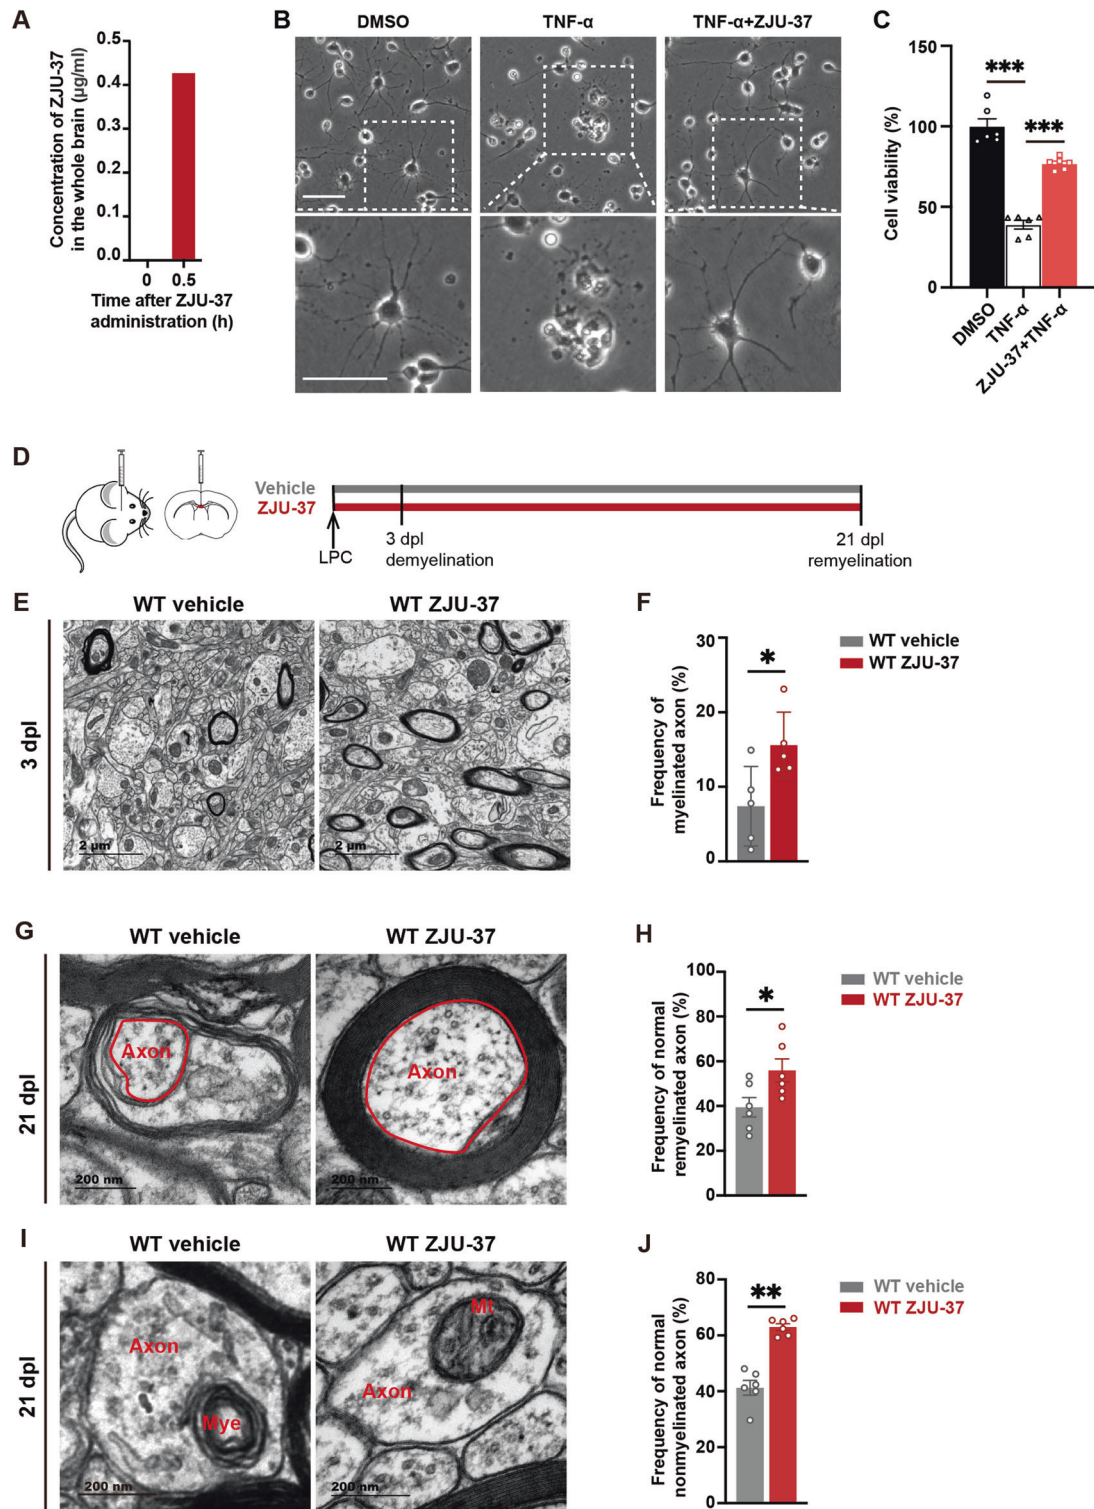 A
Concentration of ZJU-37
in the whole brain (μg/ml)
0.5
0.4
0.3
0.2
0.1
0.0
0
0.5
Time after ZJU-37
administration (h)
B
DMSO
TNF-α
TNF-α+ZJU-37
C
Cell viability (%)
150
100
50
0
***
***
DMSO
TNF-α
ZJU-37+TNF-α
D
Vehicle
ZJU-37
LPC
3 dpl
demyelination
21 dpl
remyelination
E
WT vehicle
WT ZJU-37
3 dpl
2 μm
2 μm
F
Frequency of
myelinated axon (%)
30
20
10
0
*
WT vehicle
WT ZJU-37
G
WT vehicle
WT ZJU-37
21 dpl
Axon
200 nm
Axon
200 nm
H
Frequency of normal
remyelinated axon (%)
100
80
60
40
20
0
*
WT vehicle
WT ZJU-37
I
WT vehicle
WT ZJU-37
21 dpl
Axon
Mye
200 nm
Mt
Axon
200 nm
J
Frequency of normal
nonmyelinated axon (%)
80
60
40
20
0
**
WT vehicle
WT ZJU-37